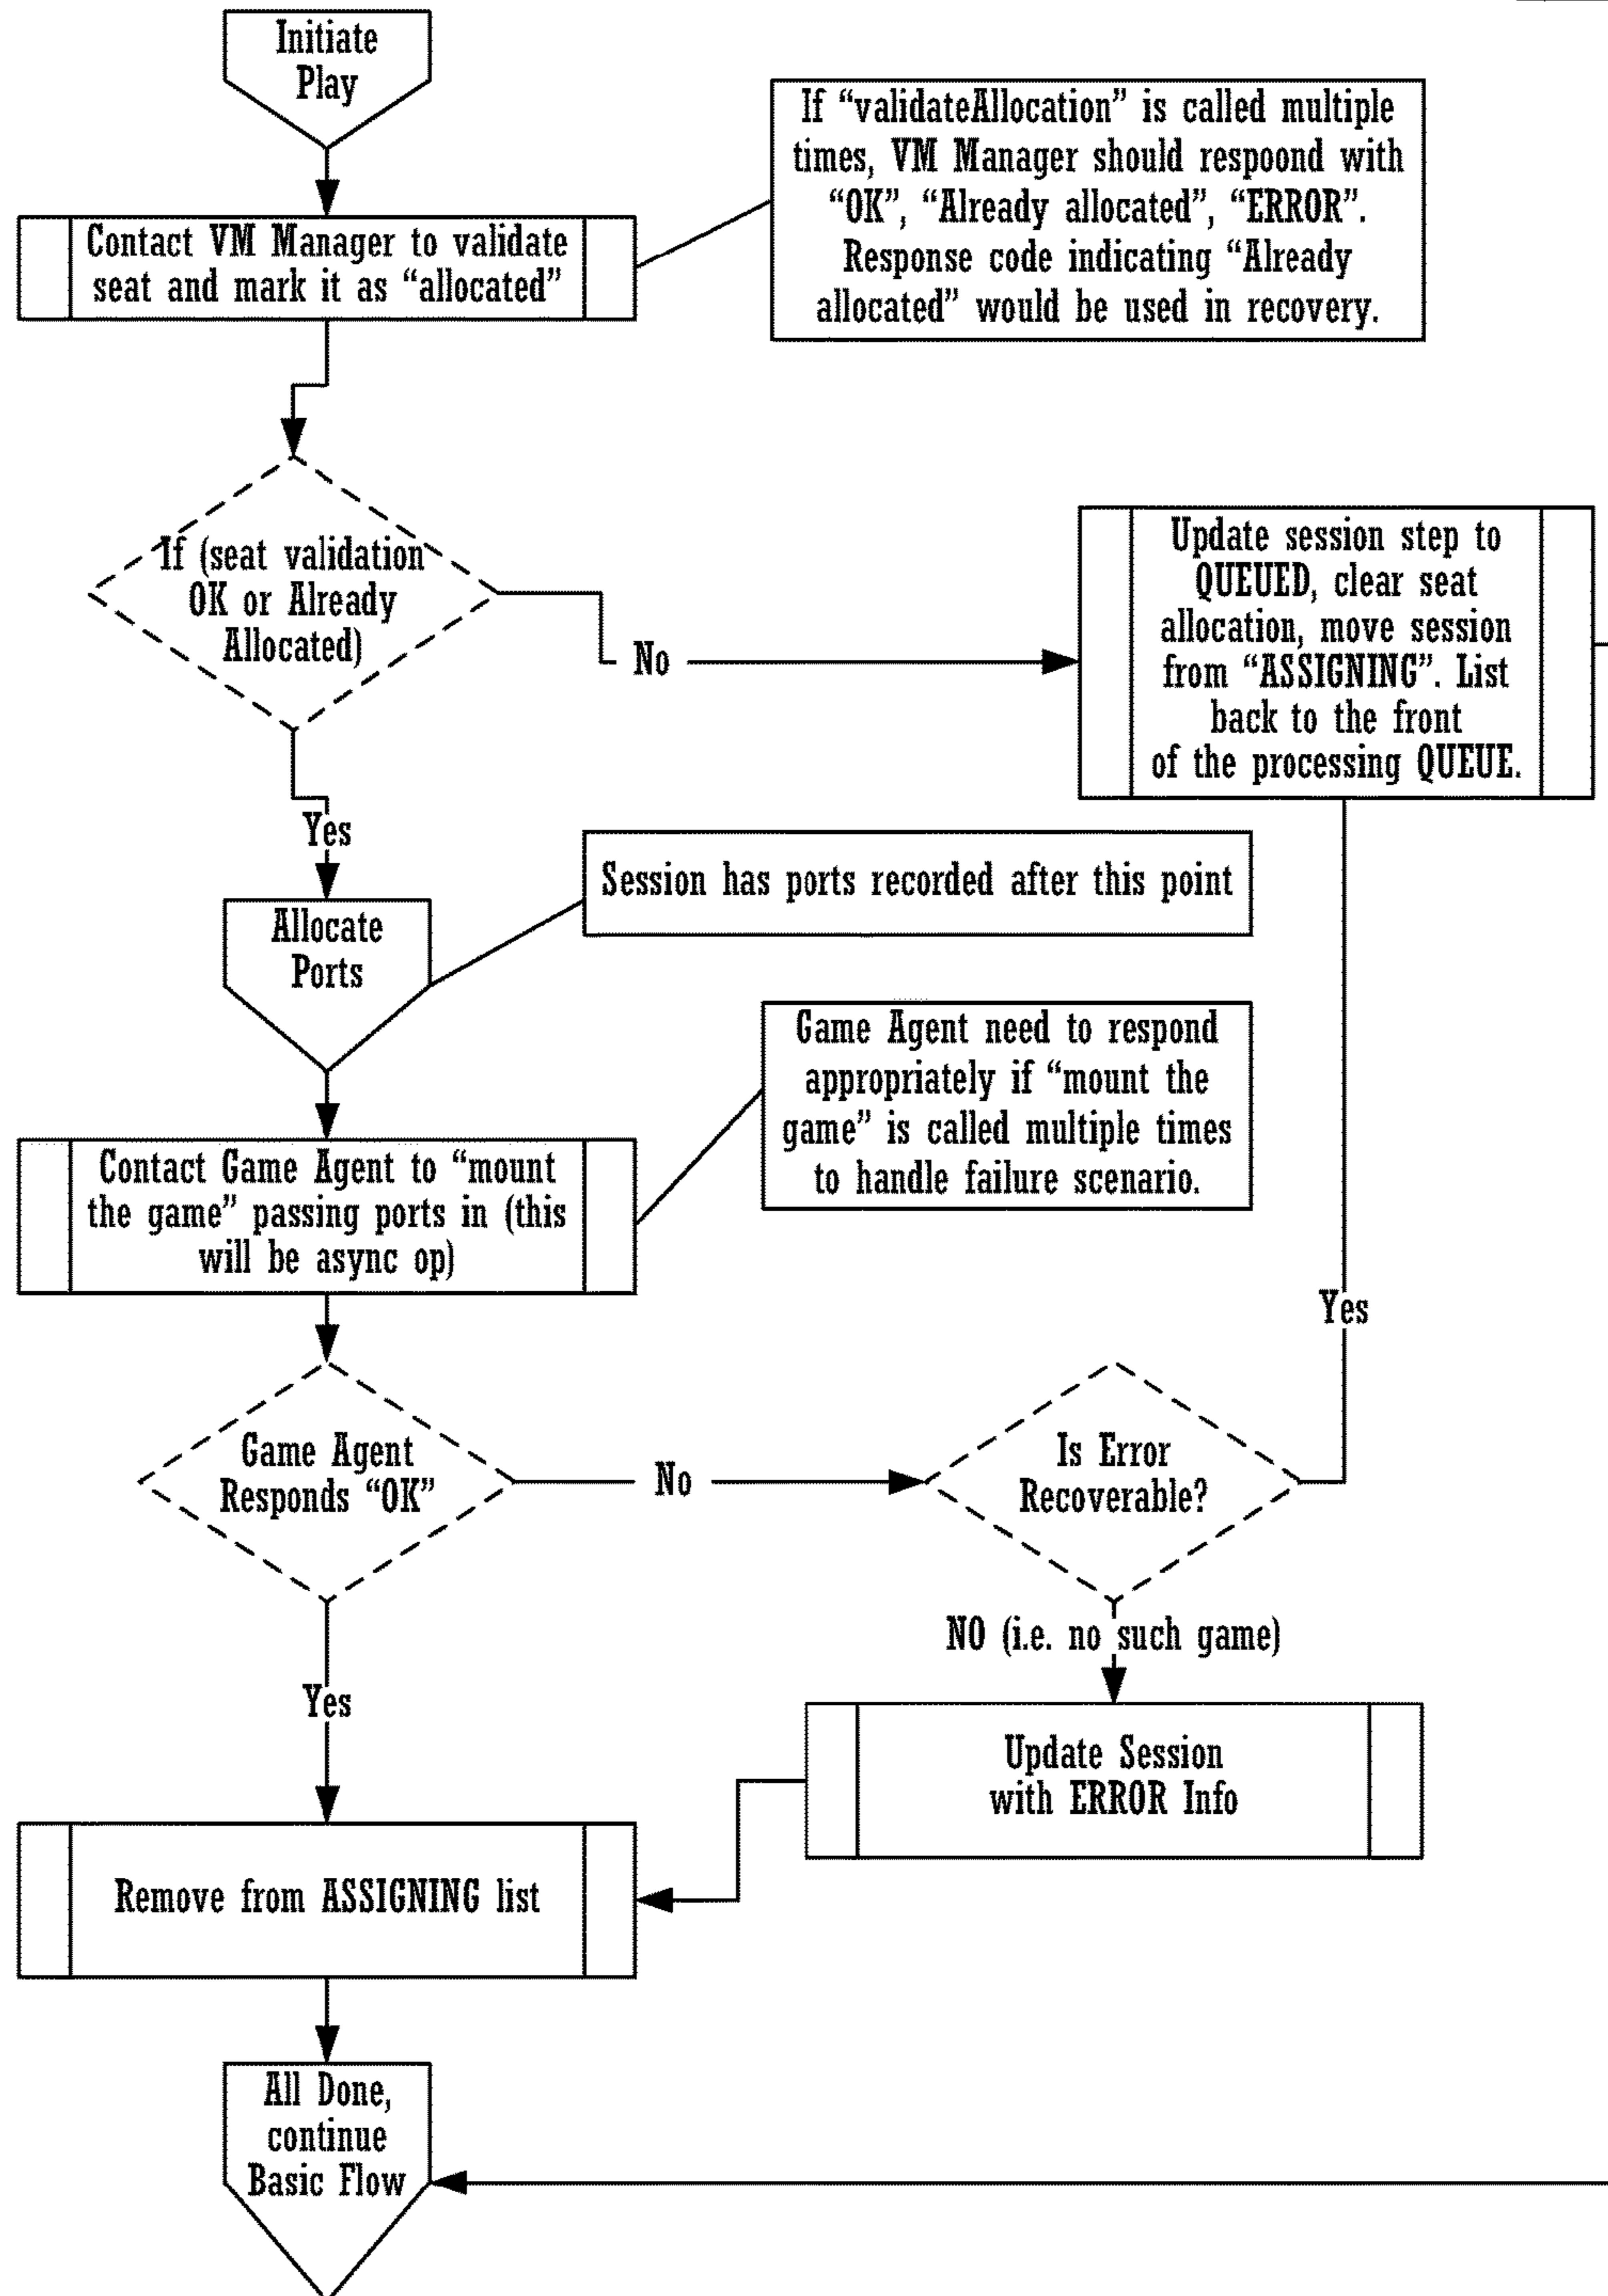 Initiate
Play
If “validateAllocation” is called multiple
times, VM Manager should respoond with
“OK”, “Already allocated”, “ERROR”.
Response code indicating “Already
allocated” would be used in recovery.
Contact VM Manager to validate
seat and mark it as “allocated”
If (seat validation
OK or Already
Allocated)
No
Update session step to
QUEUED, clear seat
allocation, move session
from “ASSIGNING”. List
back to the front
of the processing QUEUE.
Yes
Session has ports recorded after this point
Allocate
Ports
Game Agent need to respond
appropriately if “mount the
game” is called multiple times
to handle failure scenario.
Contact Game Agent to “mount
the game” passing ports in (this
will be async op)
Yes
Game Agent
Responds “OK”
No
Is Error
Recoverable?
NO (i.e. no such game)
Yes
Update Session
with ERROR Info
Remove from ASSIGNING list
All Done,
continue
Basic Flow